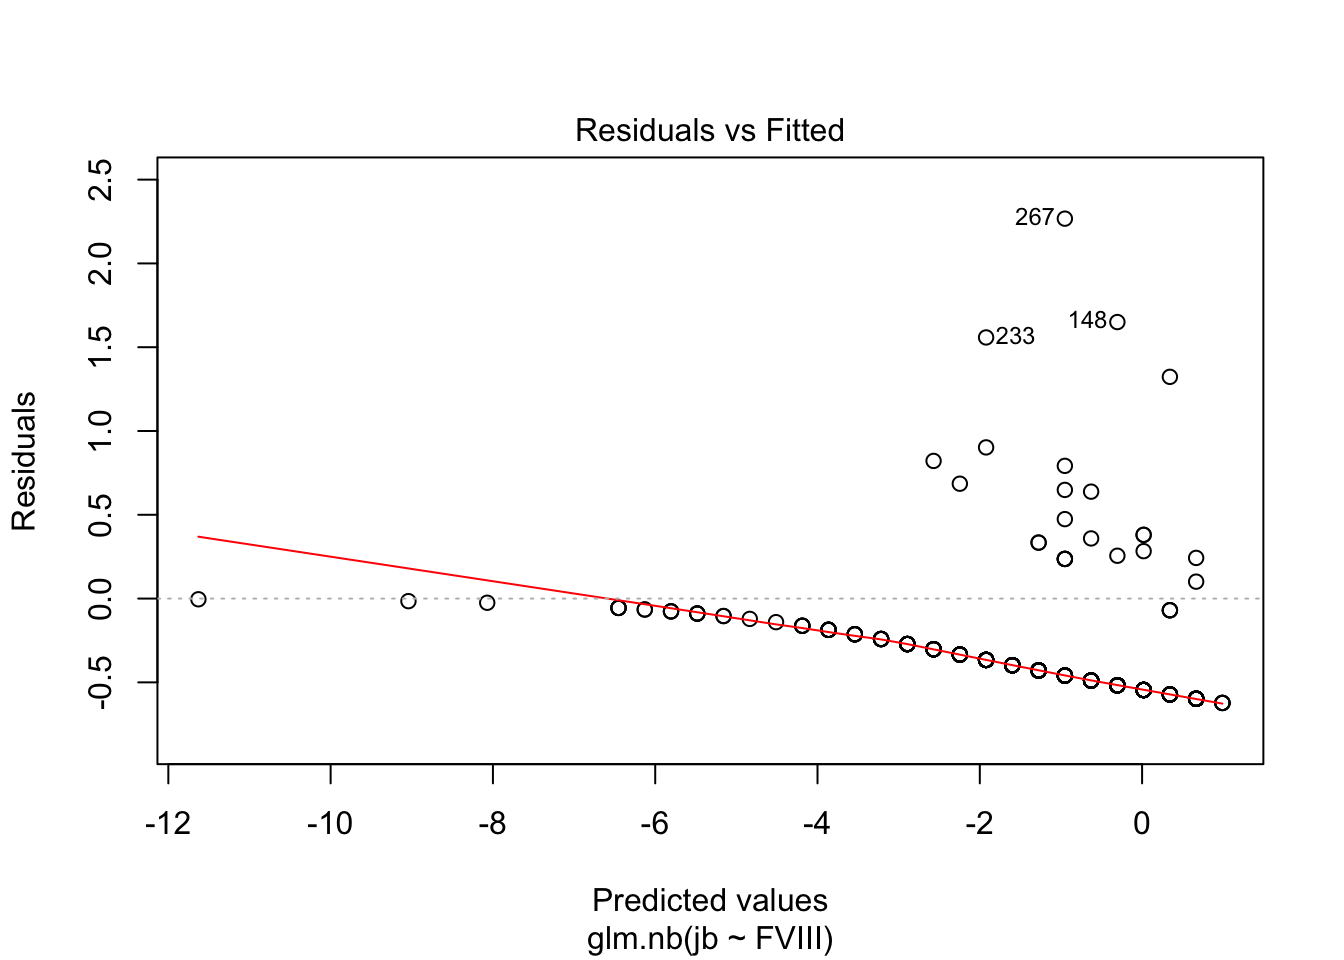 Residuals vs Fitted
2.5
2.0
1.5
1.0
0.5
0.0
-0.5
Residuals
267
148
233
-12 -10 -8 -6 -4 -2 0
Predicted values
glm.nb(jb ~ FVIII)